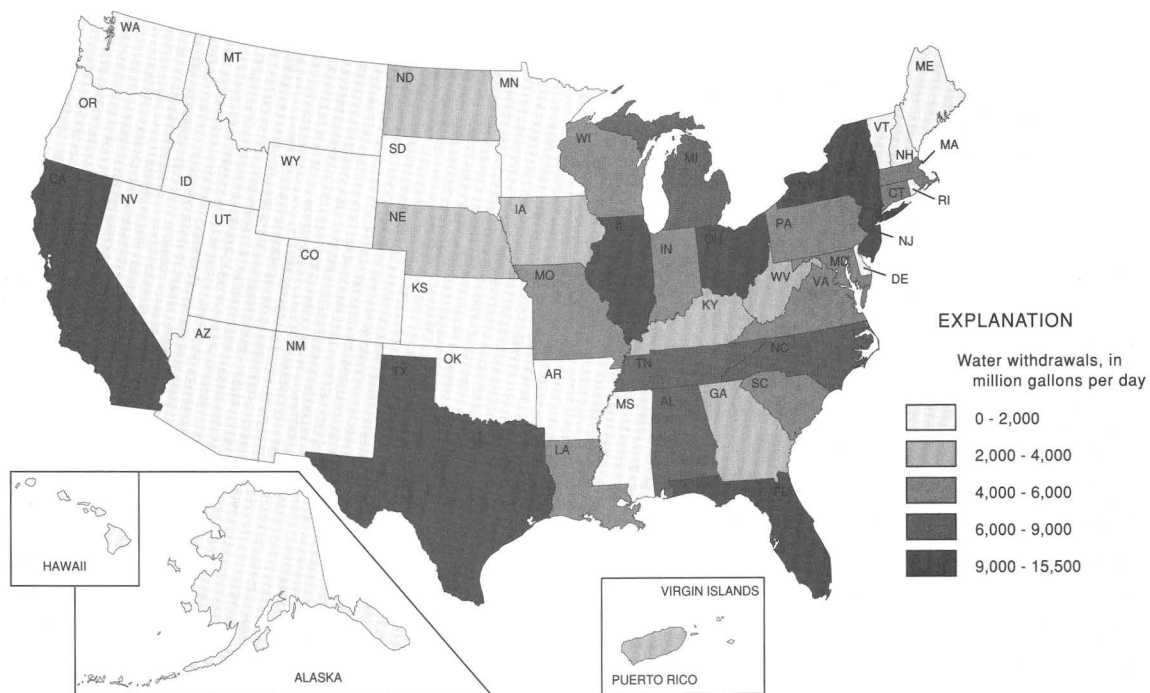 WA
MT
ND
MN
ME
OR
ID
WY
SD
WI
MI
VT
NH
MA
CT
RI
NY
CA
NV
UT
CO
NE
IA
IL
IN
OH
PA
NJ
DE
MD
WV
VA
KS
MO
KY
AZ
NM
OK
AR
TN
NC
SC
TX
LA
MS
AL
GA
FL
HAWAII
ALASKA
VIRGIN ISLANDS
PUERTO RICO
EXPLANATION
Water withdrawals, in
million gallons per day
0 - 2,000
2,000 - 4,000
4,000 - 6,000
6,000 - 9,000
9,000 - 15,500